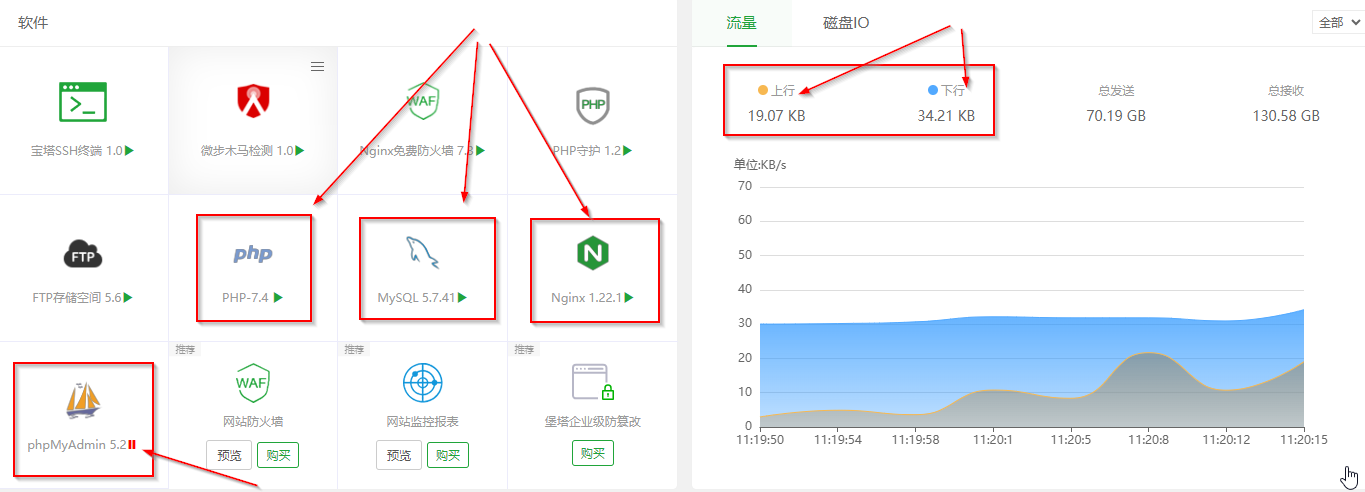 软件
宝塔SSH终端 1.0
微步木马检测 1.0
WAF
Nginx免费防火墙 7.3
PHP
PHP守护 1.2
FTP
FTP存储空间 5.6
php
PHP-7.4
MySQL 5.7.41
N
Nginx 1.22.1
phpMyAdmin 5.2
推荐
WAF
网站防火墙
预览 购买
推荐
网站监控报表
预览 购买
推荐
堡塔企业级防篡改
购买
流量 磁盘IO 全部
上行 下行 总发送 总接收
19.07 KB 34.21 KB 70.19 GB 130.58 GB
单位:KB/s
70
60
50
40
30
20
10
0
11:19:50 11:19:54 11:19:58 11:20:1 11:20:5 11:20:8 11:20:12 11:20:15